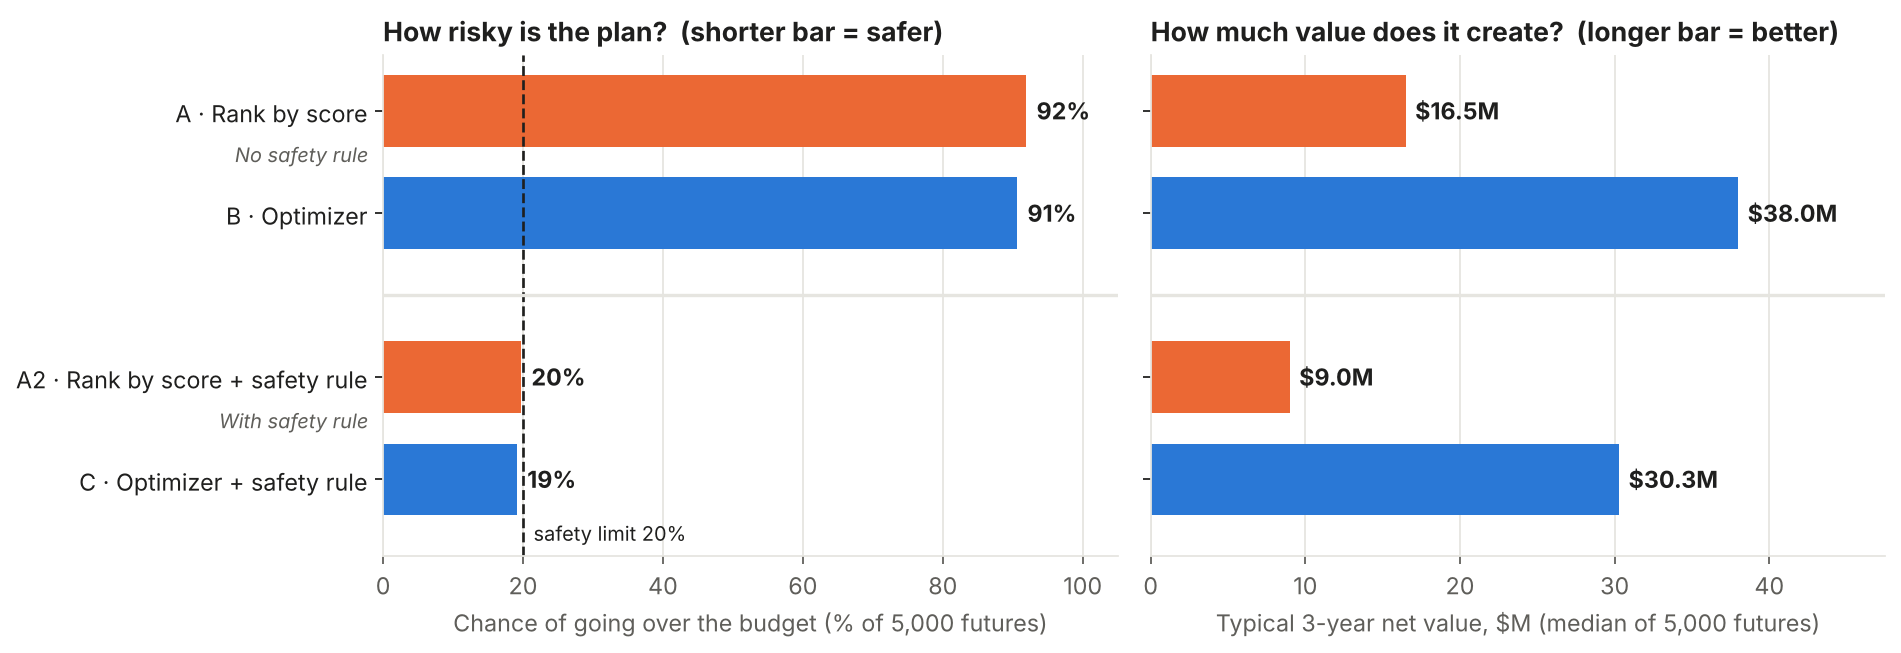 How risky is the plan?  (shorter bar = safer)
How much value does it create?  (longer bar = better)
A · Rank by score
No safety rule
92%
$16.5M
B · Optimizer
91%
$38.0M
A2 · Rank by score + safety rule
With safety rule
20%
$9.0M
C · Optimizer + safety rule
19%
$30.3M
safety limit 20%
0 20 40 60 80 100
0 10 20 30 40
Chance of going over the budget (% of 5,000 futures)
Typical 3-year net value, $M (median of 5,000 futures)